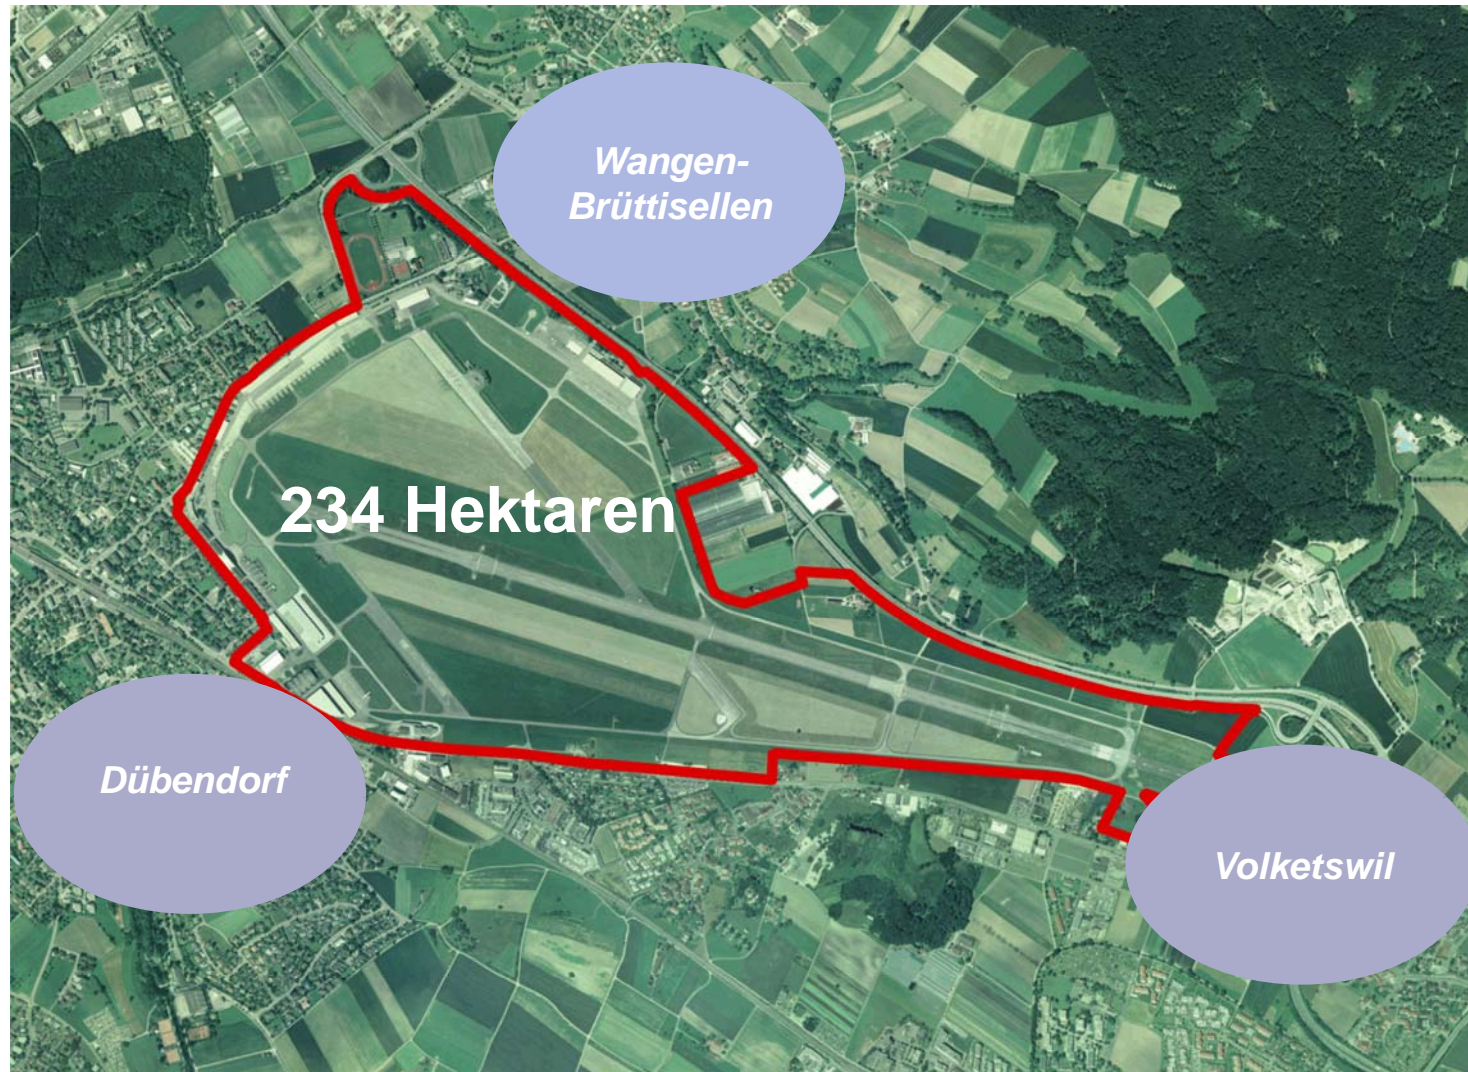 Wangen-
Brüttisellen
234 Hektaren
Dübendorf
Volketswil